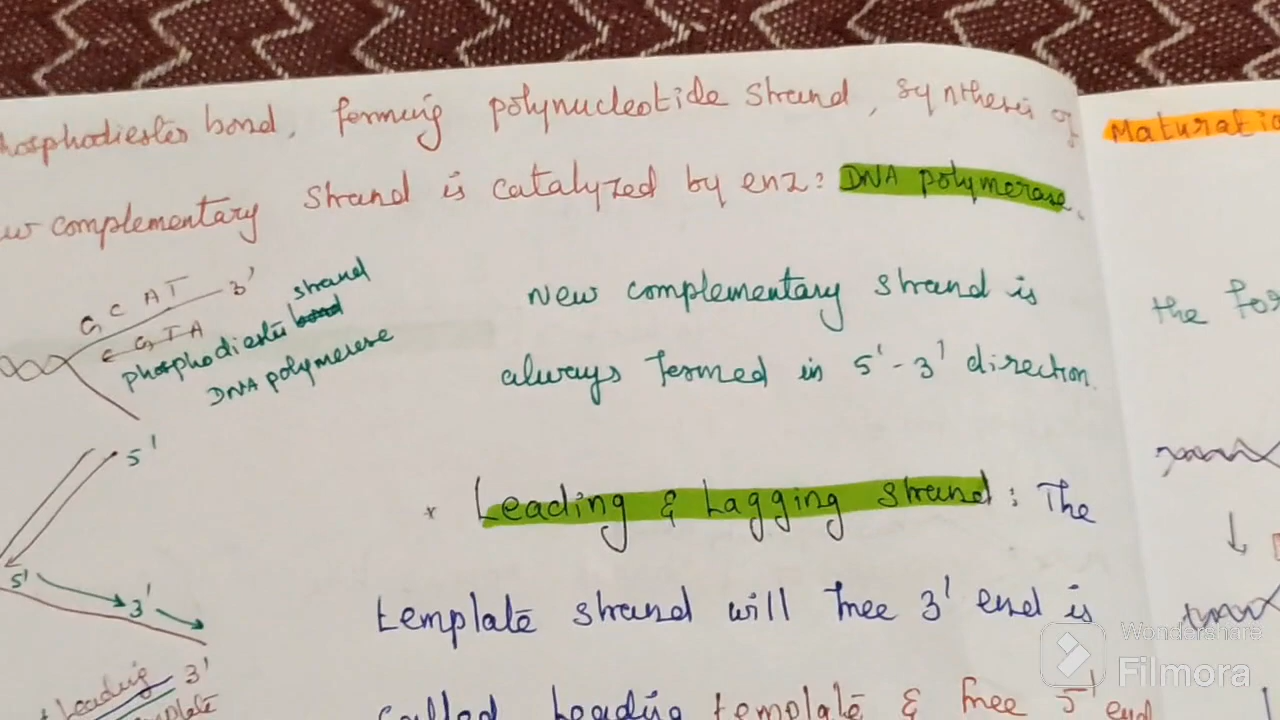 phosphodiester bond, forming polynucleotide strand, synthesis of
complementary strand is catalyzed by enz: DNA polymerase.
G C A T 3'
C G T A
phosphodiester bond strand
DNA polymerase
New complementary strand is
always formed in 5'-3' direction.
5'
* Leading & Lagging strand: The
5' 3'
template strand will free 3' end is
Leading 3'
called Leading template & free 5' end
Maturatio
the for
Wondershare
Filmora